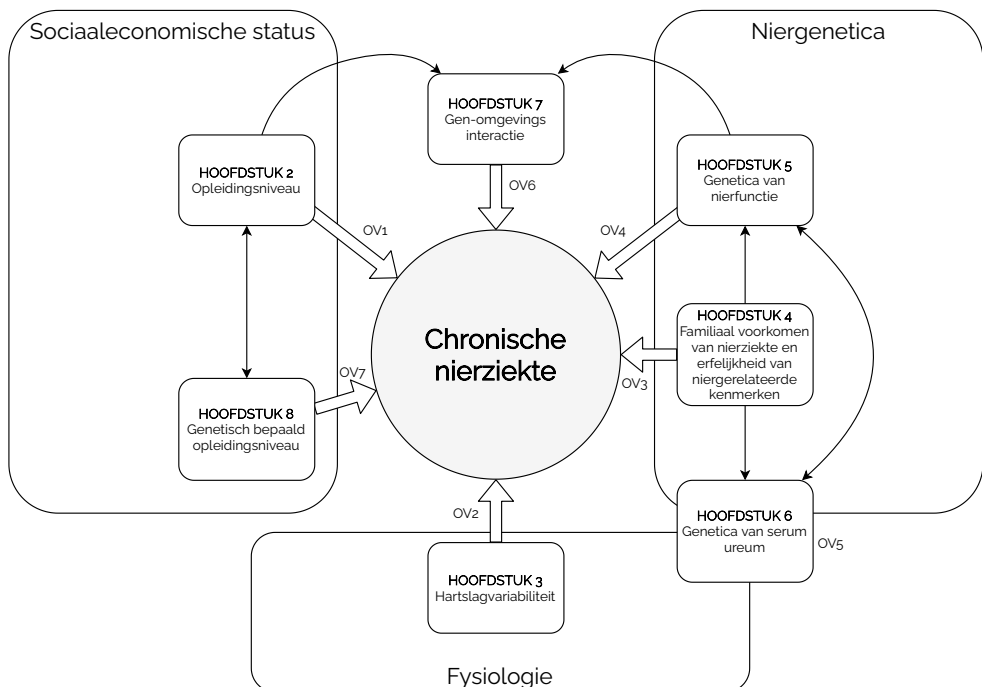 Sociaaleconomische status
Niergenetica
HOOFDSTUK 7
Gen-omgevings
interactie
HOOFDSTUK 2
Opleidingsniveau
HOOFDSTUK 5
Genetica van
nierfunctie
OV6
OV1
OV4
Chronische
nierziekte
HOOFDSTUK 4
Familiaal voorkomen
van nierziekte en
erfelijkheid van
niergerelateerde
kenmerken
OV7
OV3
HOOFDSTUK 8
Genetisch bepaald
opleidingsniveau
OV2
HOOFDSTUK 6
Genetica van serum
ureum
OV5
HOOFDSTUK 3
Hartslagvariabiliteit
Fysiologie